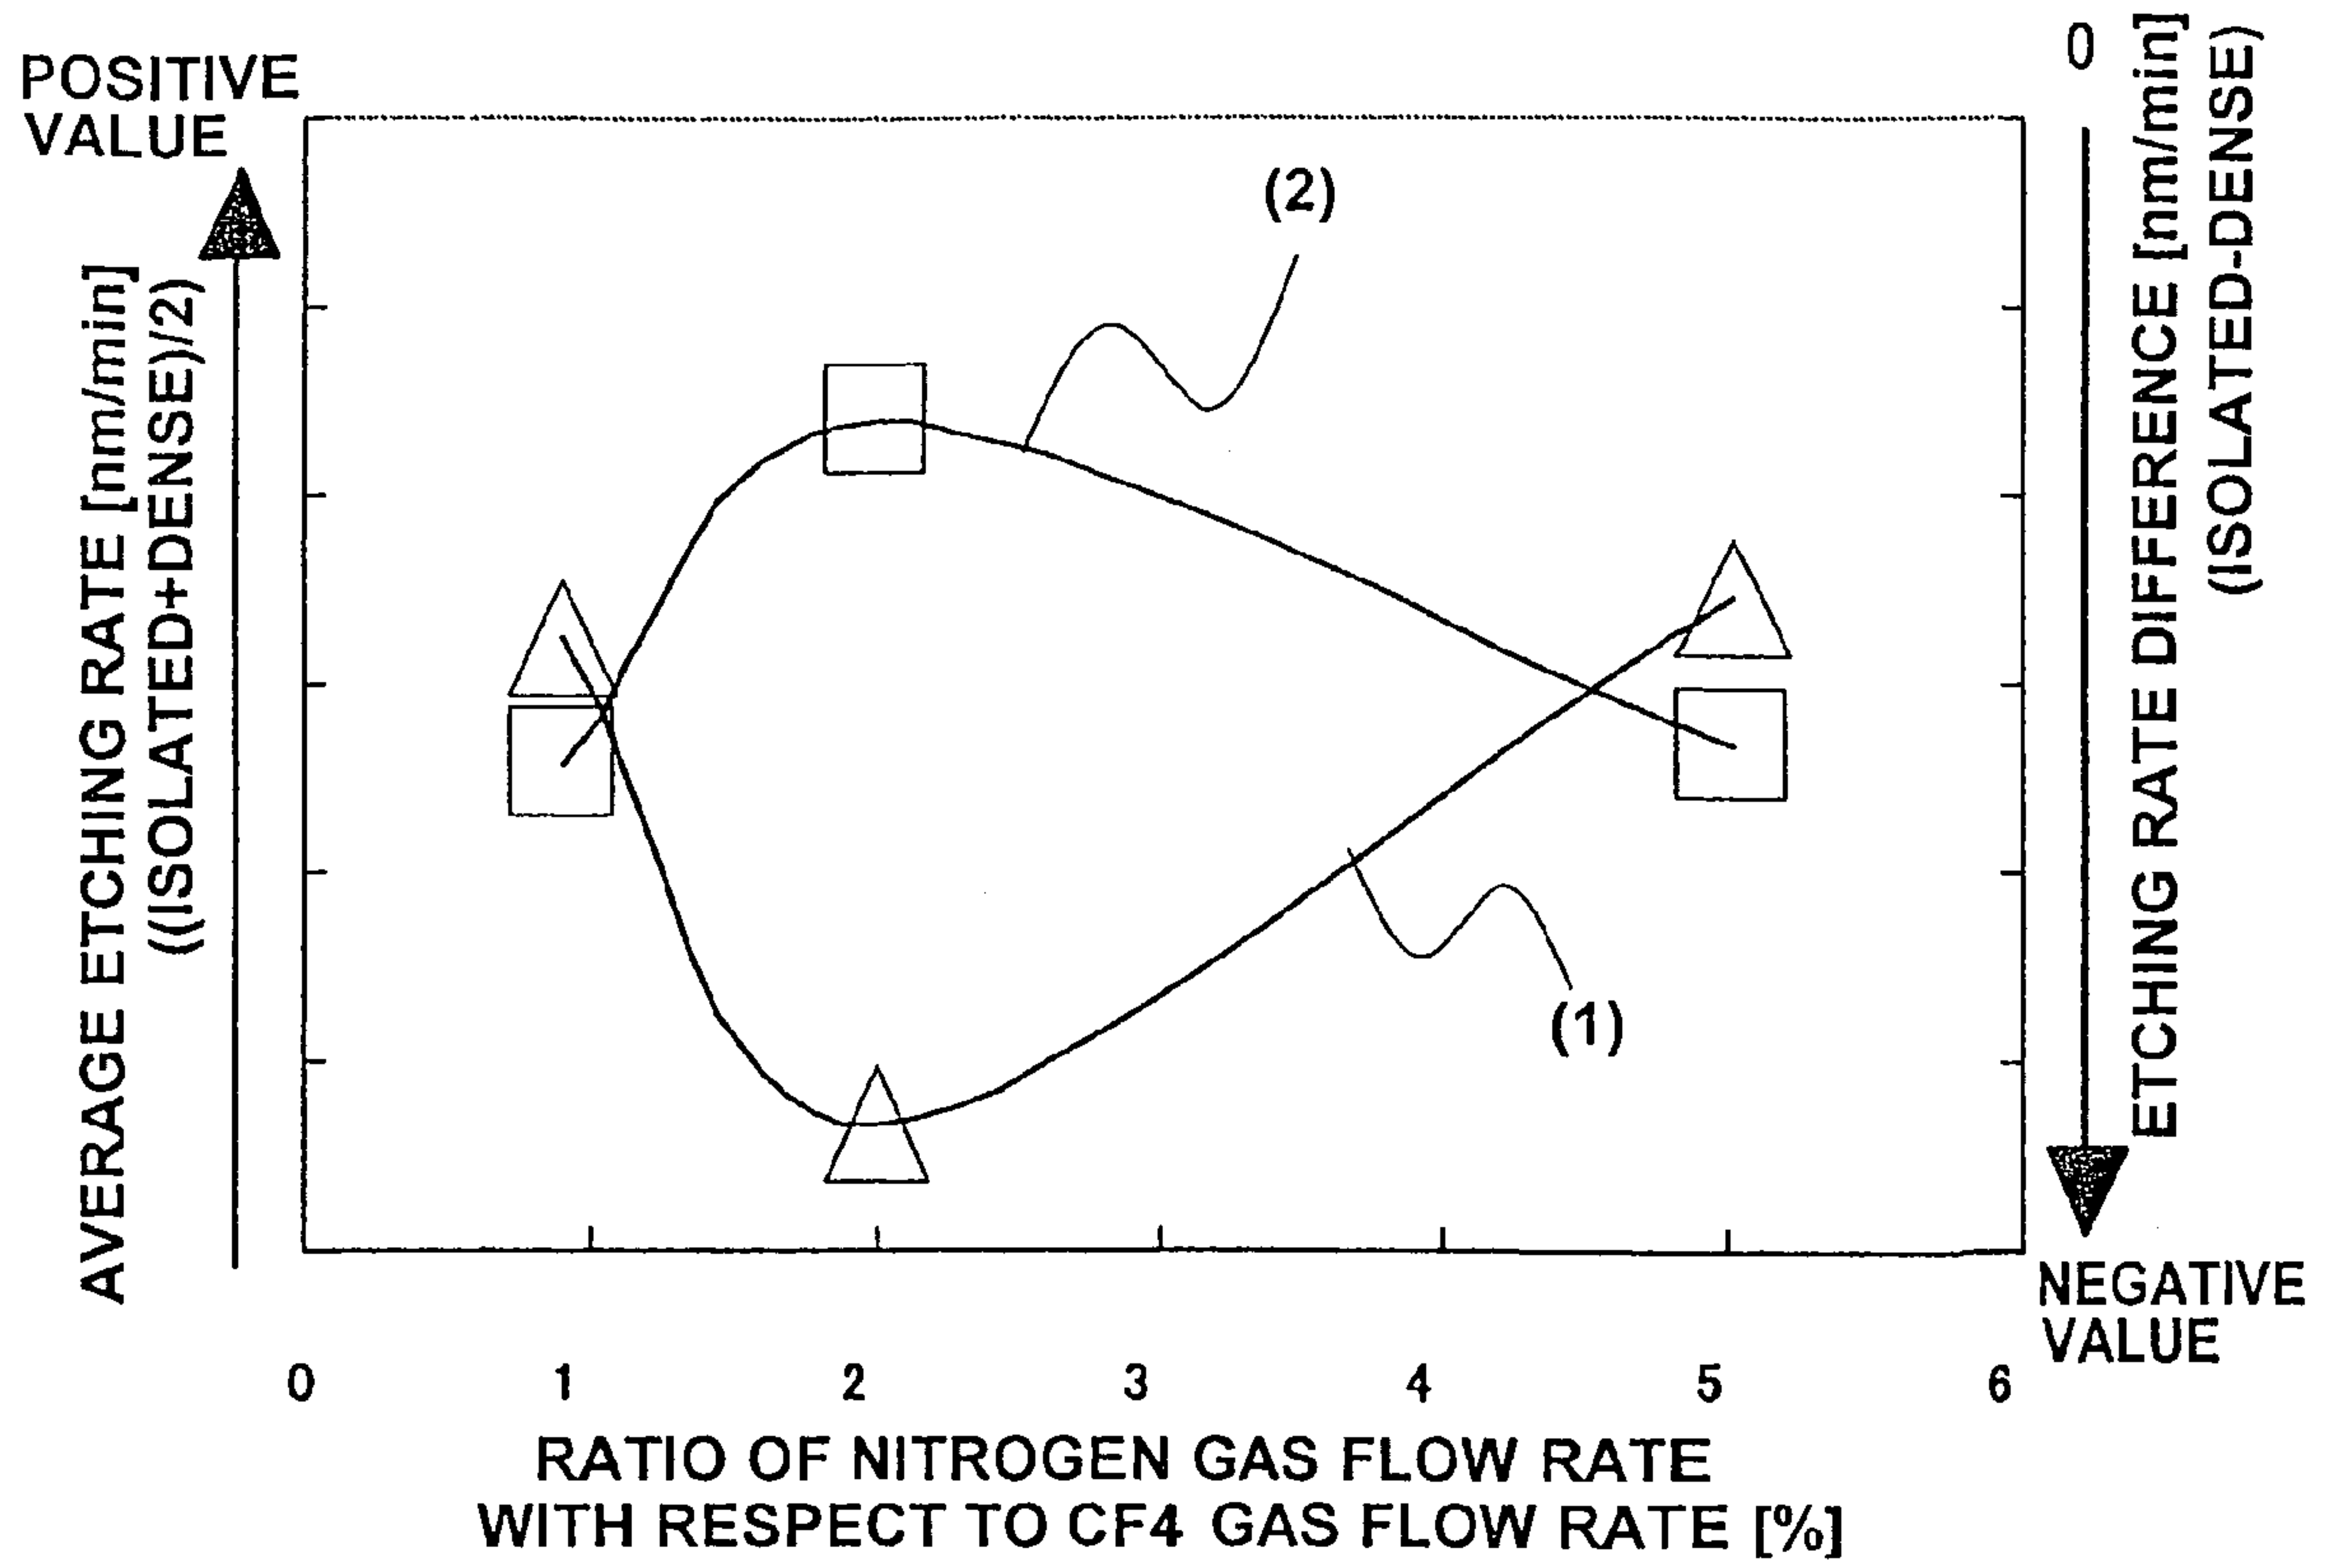 POSITIVE
VALUE
AVERAGE ETCHING RATE [nm/min]
((ISOLATED+DENSE)/2)
(2)
(1)
0
ETCHING RATE DIFFERENCE [nm/min]
(ISOLATED-DENSE)
NEGATIVE
VALUE
0 1 2 3 4 5 6
RATIO OF NITROGEN GAS FLOW RATE
WITH RESPECT TO CF4 GAS FLOW RATE [%]